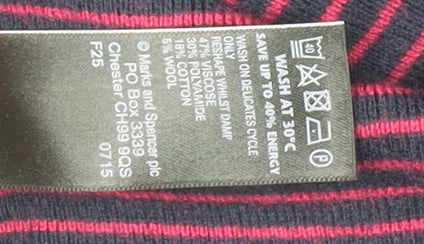 40 P
WASH AT 30°C
SAVE UP TO 40% ENERGY
WASH ON DELICATES CYCLE
ONLY
RESHAPE WHILST DAMP
47% VISCOSE
30% POLYAMIDE
18% COTTON
5% WOOL
© Marks and Spencer plc
PO Box 3339
Chester CH99 9QS
F25 0715